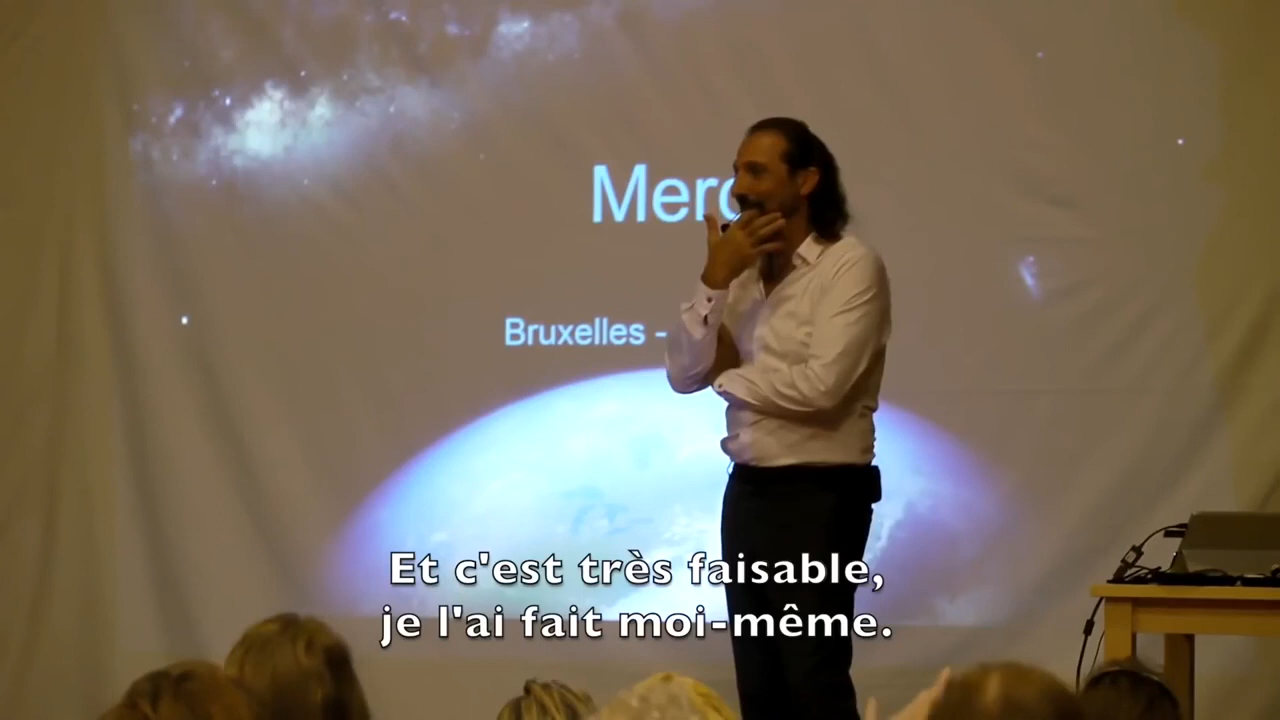 Merc
Bruxelles -
Et c'est très faisable,
je l'ai fait moi-même.